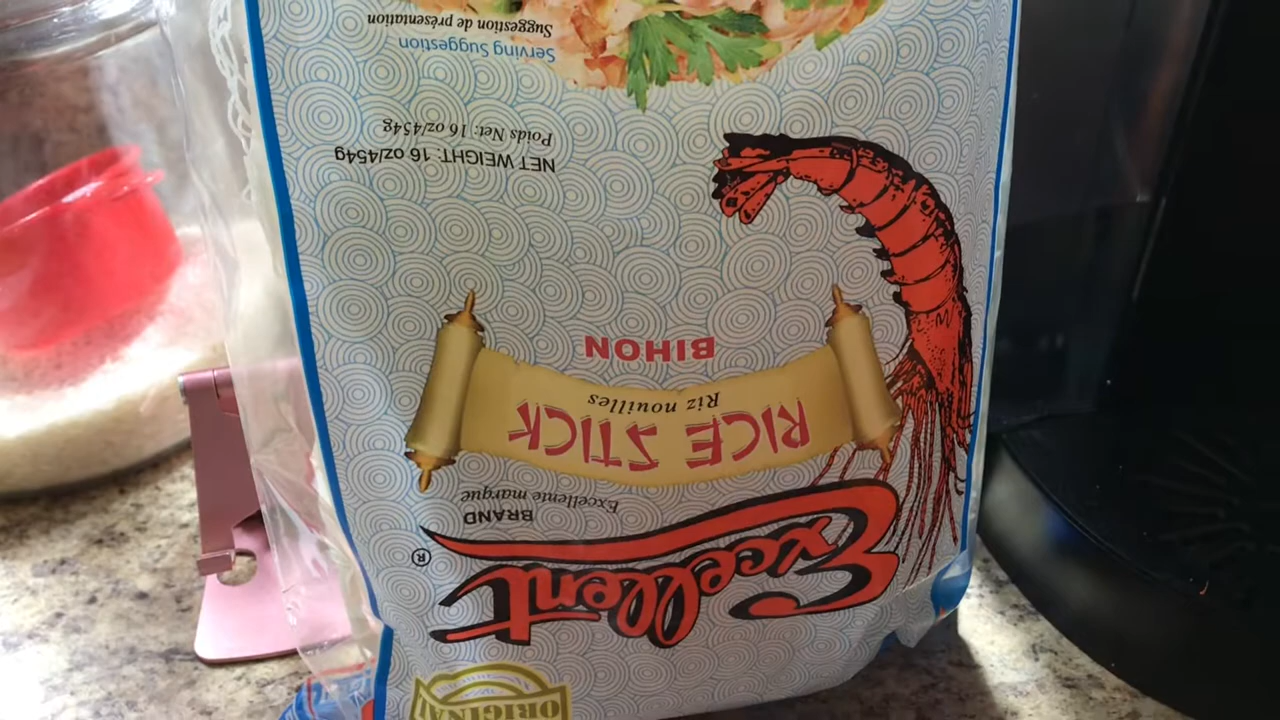 ORIGINAL
Excellent
®
BRAND
Excellente marque
RICE STICK
Riz nouilles
BIHON
NET WEIGHT: 16 oz/454g
Poids Net: 16 oz/454g
Serving Suggestion
Suggestion de présentation